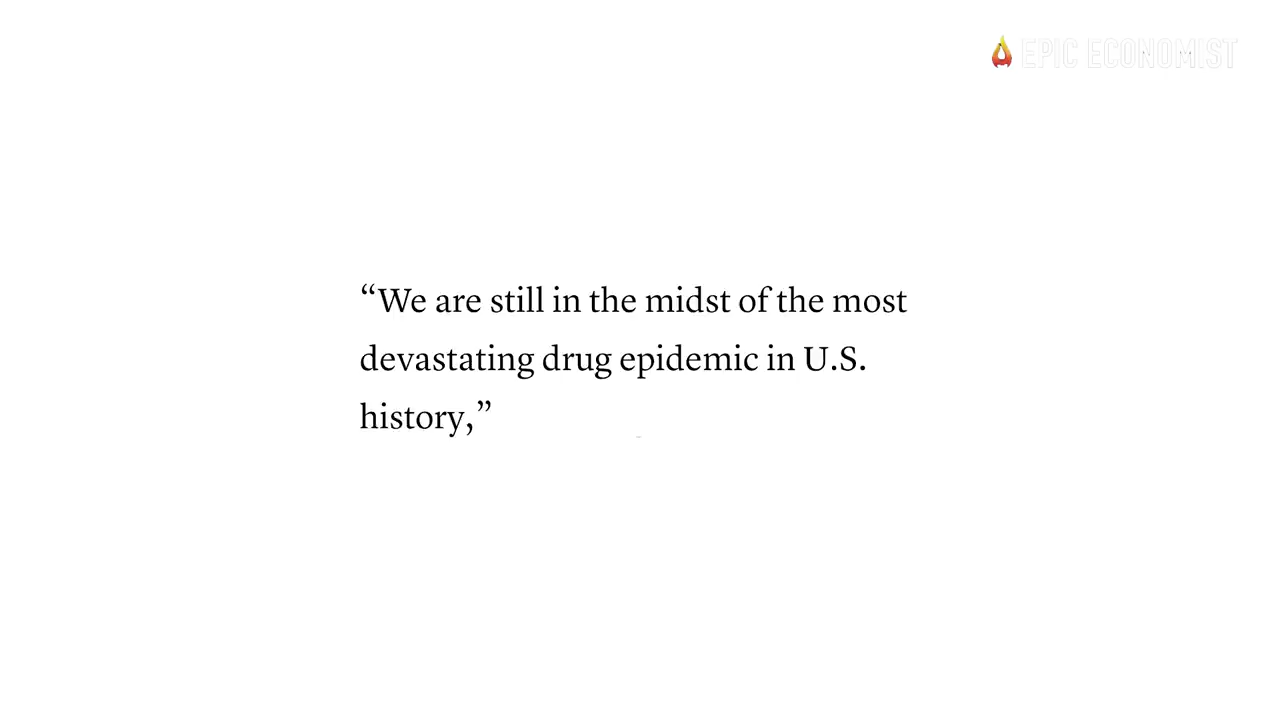 EPIC ECONOMIST
“We are still in the midst of the most
devastating drug epidemic in U.S.
history,”